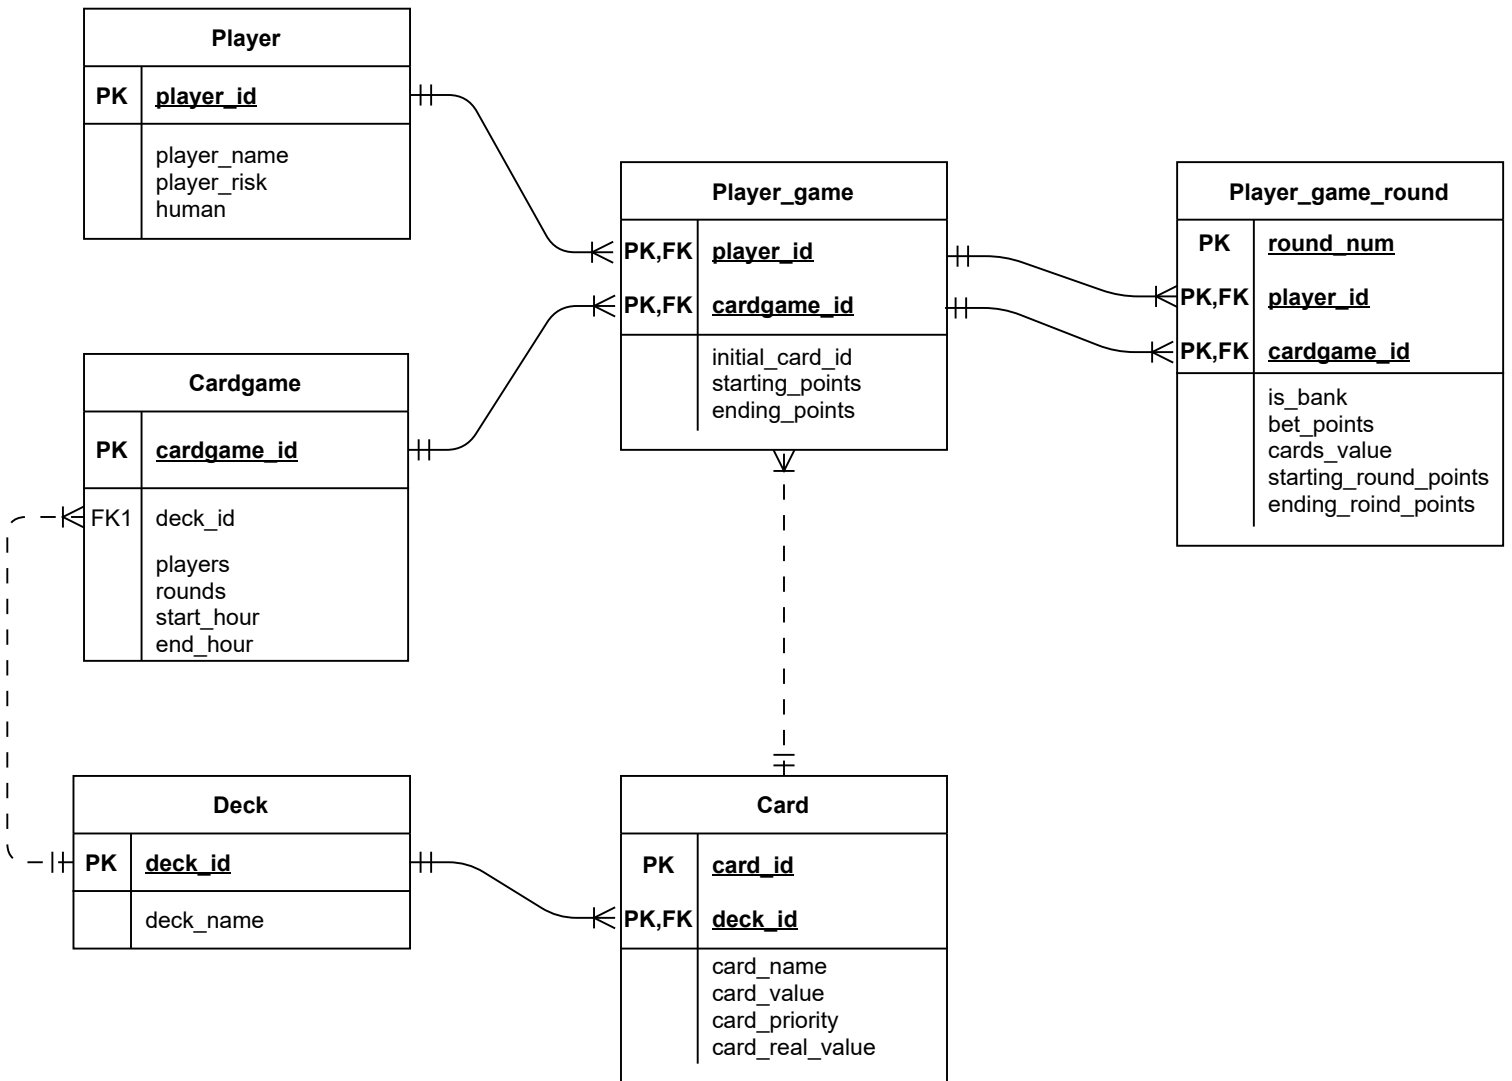 Player
PK player_id
player_name
player_risk
human
Player_game
PK,FK player_id
PK,FK cardgame_id
initial_card_id
starting_points
ending_points
Player_game_round
PK round_num
PK,FK player_id
PK,FK cardgame_id
is_bank
bet_points
cards_value
starting_round_points
ending_roind_points
Cardgame
PK cardgame_id
FK1 deck_id
players
rounds
start_hour
end_hour
Deck
PK deck_id
deck_name
Card
PK card_id
PK,FK deck_id
card_name
card_value
card_priority
card_real_value